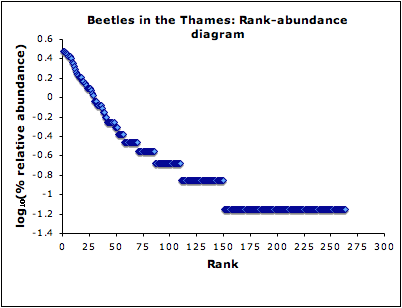 Beetles in the Thames: Rank-abundance
diagram
log10(% relative abundance)
0.6
0.4
0.2
0
-0.2
-0.4
-0.6
-0.8
-1
-1.2
-1.4
0 25 50 75 100 125 150 175 200 225 250 275 300
Rank